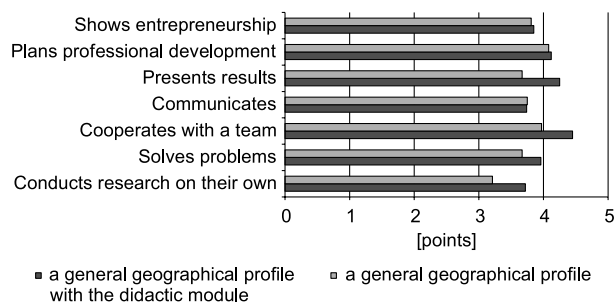 Shows entrepreneurship
Plans professional development
Presents results
Communicates
Cooperates with a team
Solves problems
Conducts research on their own
0 1 2 3 4 5
[points]
a general geographical profile with the didactic module
a general geographical profile